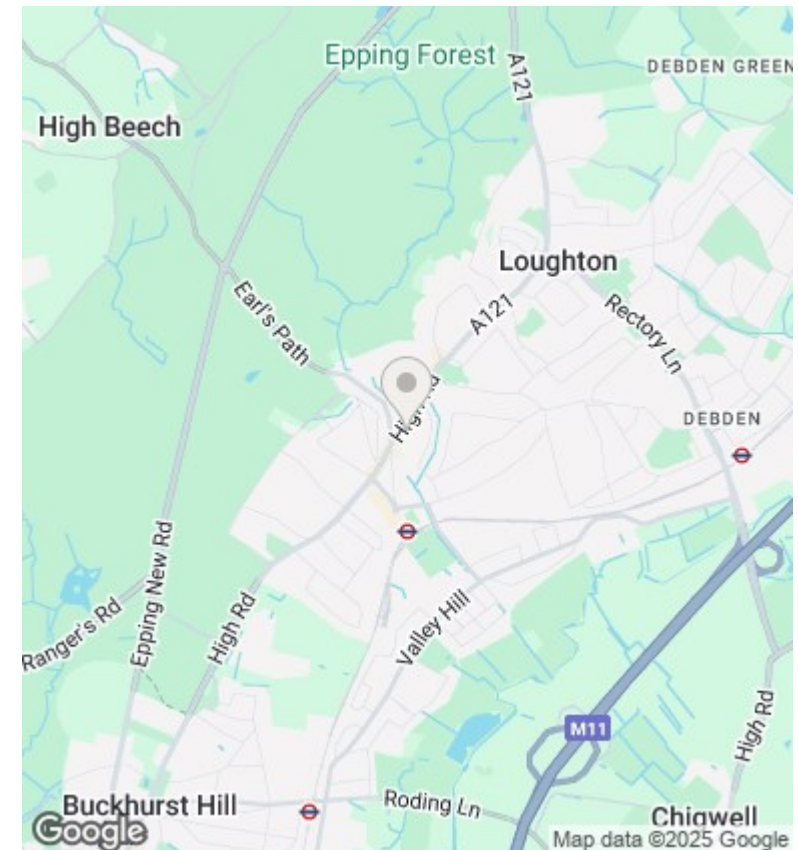 Epping Forest
A121
DEBDEN GREEN
High Beech
Loughton
Earl's Path
A121
Rectory Ln
High Rd
DEBDEN
Epping New Rd
Ranger's Rd
High Rd
Valley Hill
M11
High Rd
Buckhurst Hill
Roding Ln
Chigwell
Google
Map data ©2025 Google